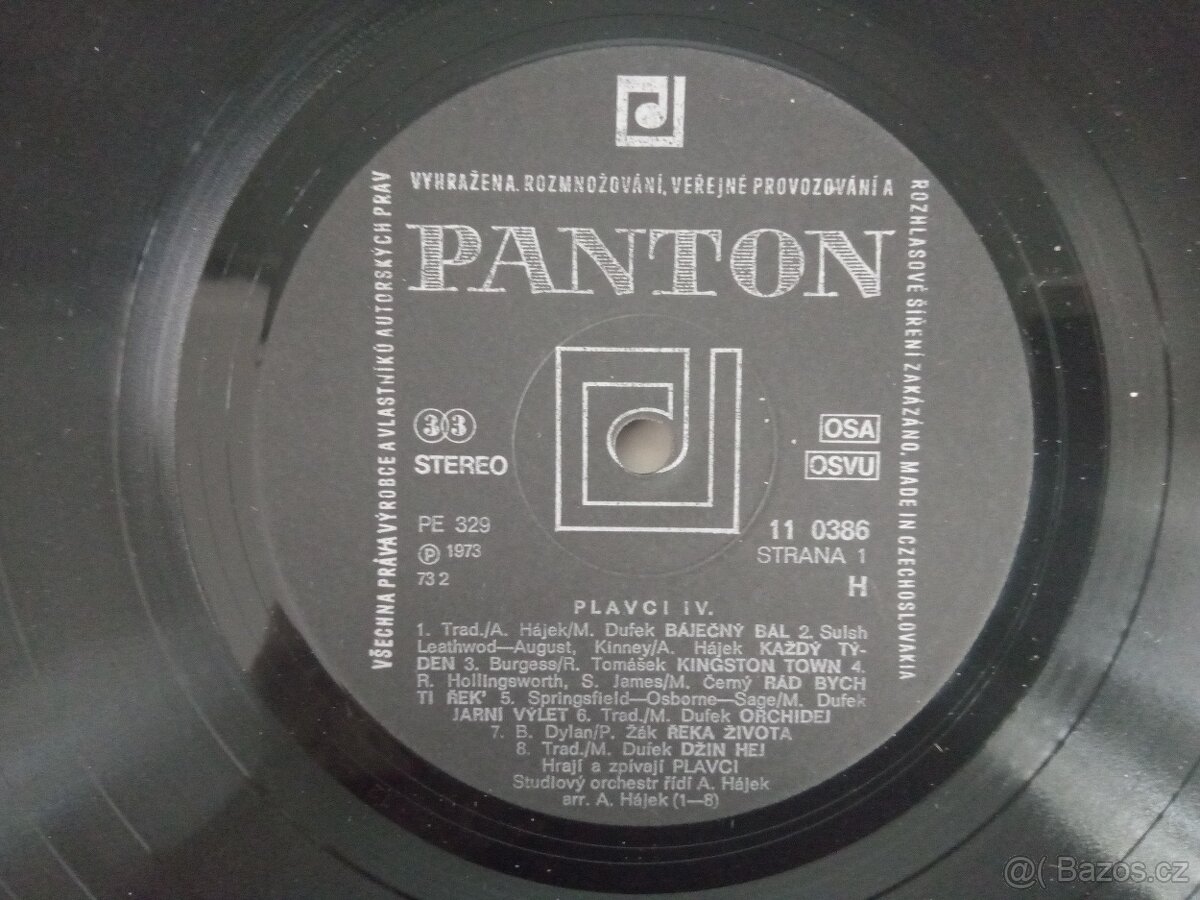 VŠECHNA PRÁVA VÝROBCE A VLASTNÍKŮ AUTORSKÝCH PRÁV
VYHRAŽENA. ROZMNOŽOVÁNÍ, VEŘEJNÉ PROVOZOVÁNÍ A
ROZHLASOVÉ ŠÍŘENÍ ZAKÁZÁNO. MADE IN CZECHOSLOVAKIA
PANTON
33
STEREO
OSA
OSVU
PE 329
℗ 1973
73 2
11 0386
STRANA 1
H
PLAVCI IV.
1. Trad./A. Hájek/M. Dufek BÁJEČNÝ BÁL 2. Sulsh
Leathwod—August, Kinney/A. Hájek KAŽDÝ TÝ-
DEN 3. Burgess/R. Tomášek KINGSTON TOWN 4.
R. Hollingsworth, S. James/M. Černý RÁD BYCH
TI ŘEK' 5. Springsfield—Osborne—Sage/M. Dufek
JARNÍ VÝLET 6. Trad./M. Dufek ORCHIDEJ
7. B. Dylan/P. Žák ŘEKA ŽIVOTA
8. Trad./M. Dufek DŽIN HEJ
Hrají a zpívají PLAVCI
Studiový orchestr řídí A. Hájek
arr. A. Hájek (1—8)
@(: Bazoš.cz